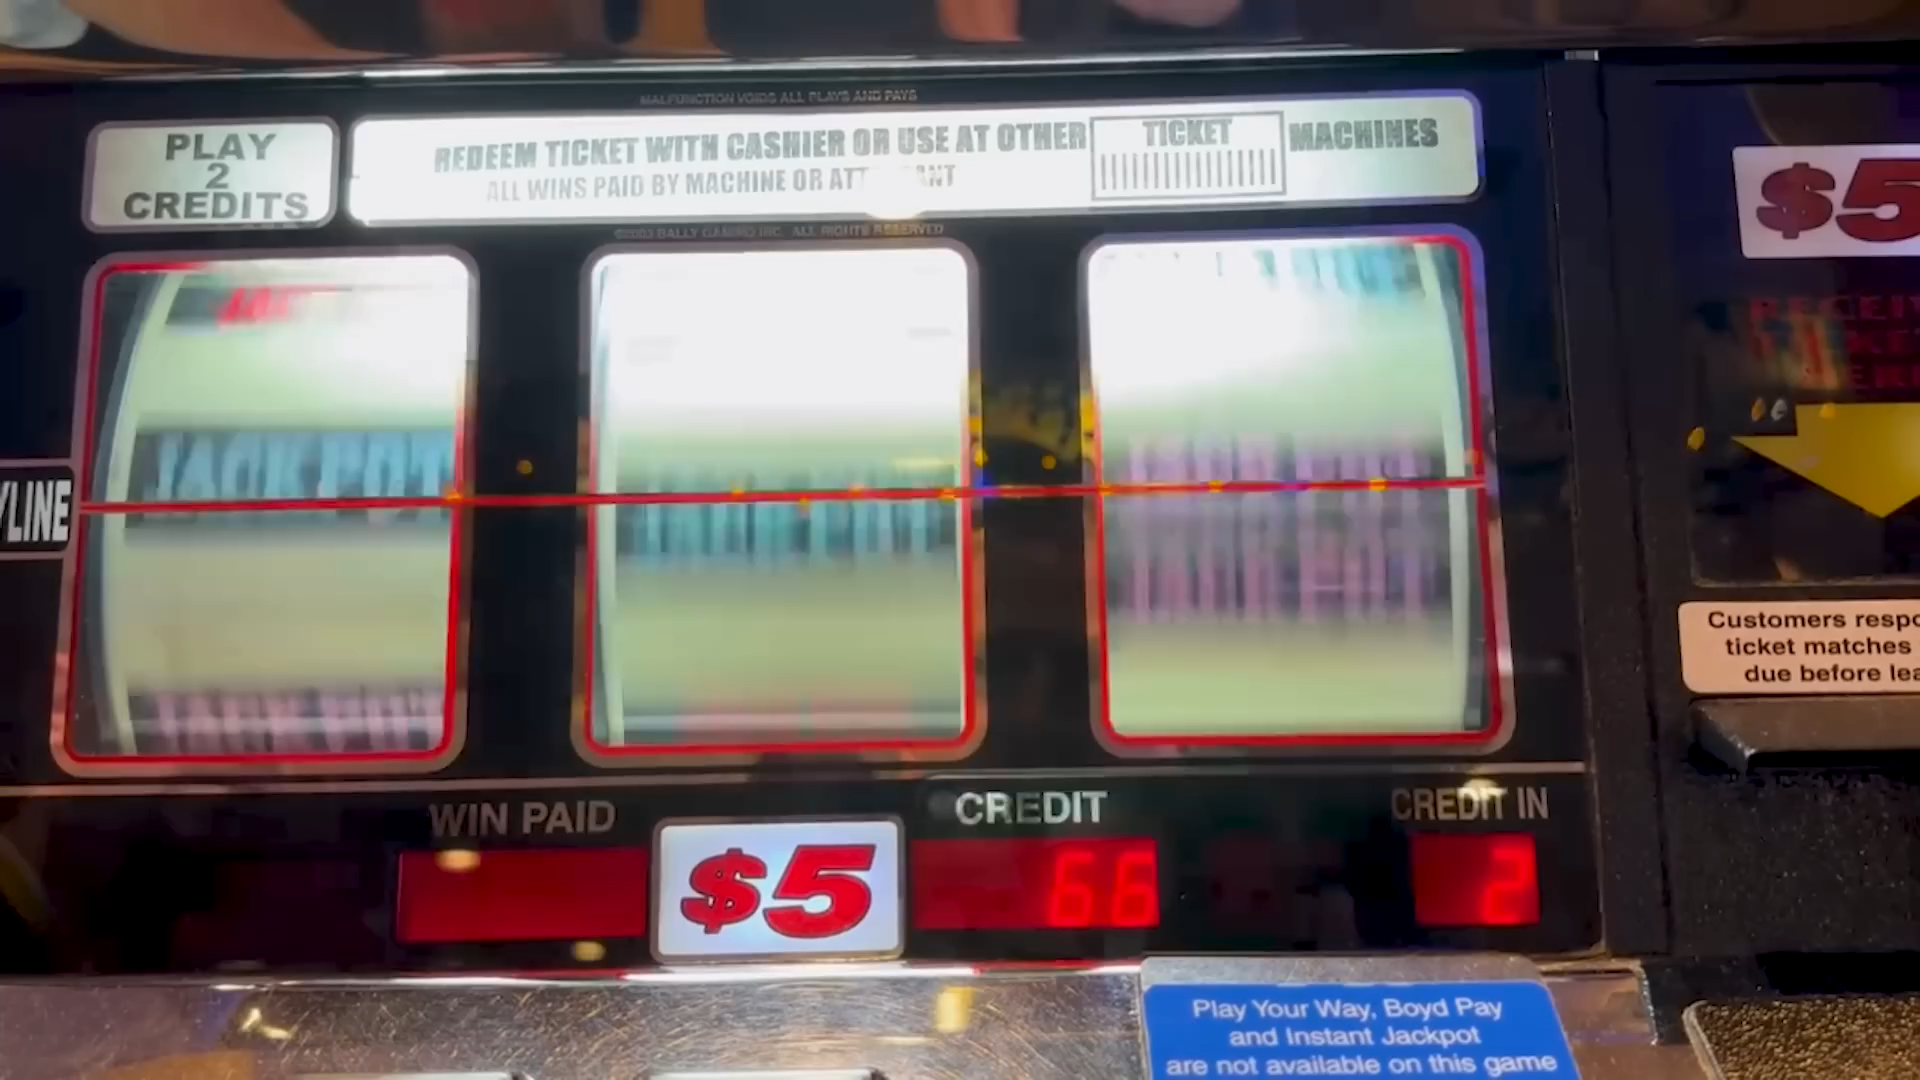 MALFUNCTION VOIDS ALL PLAYS AND PAYS
PLAY
2
CREDITS
REDEEM TICKET WITH CASHIER OR USE AT OTHER
TICKET
MACHINES
ALL WINS PAID BY MACHINE OR
BALLY GAMING INC. ALL RIGHTS RESERVED
$5
JACKPOT
YLINE
Customers respo
ticket matches
due before lea
WIN PAID
$5
CREDIT
66
CREDIT IN
2
Play Your Way, Boyd Pay
and Instant Jackpot
are not available on this game